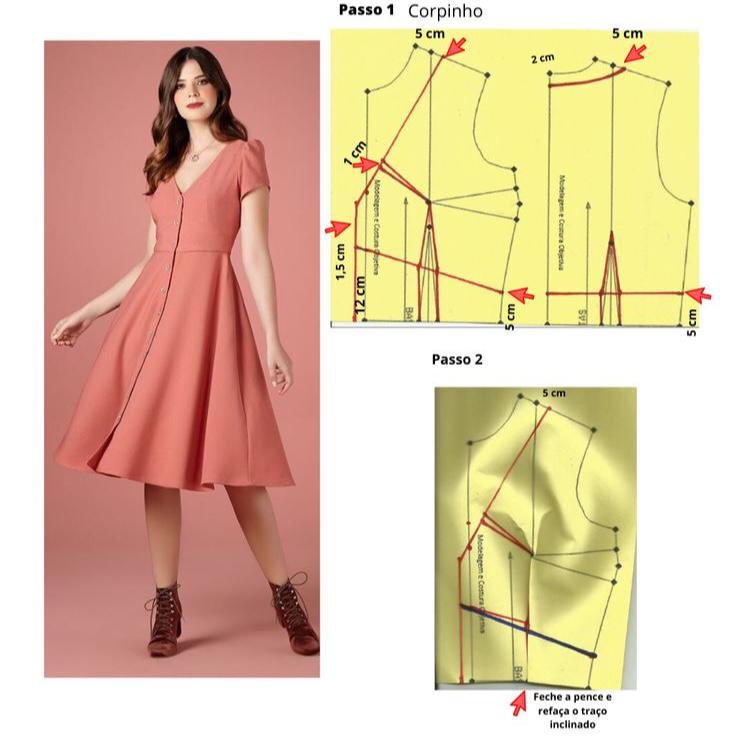 Passo 1 Corpinho
5 cm
5 cm
2 cm
1 cm
Modelagem e Costura Objetiva
Modelagem e Costura Objetiva
1,5 cm
12 cm
5 cm
5 cm
Passo 2
5 cm
Modelagem e Costura Objetiva
Feche a pence e
refaça o traço
inclinado